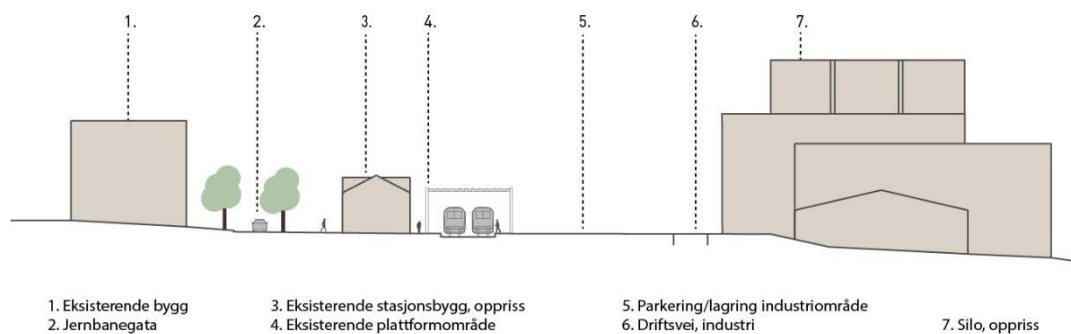 1. 2. 3. 4. 5. 6. 7.
1. Eksisterende bygg
2. Jernbanegata
3. Eksisterende stasjonsbygg, oppriss
4. Eksisterende plattformområde
5. Parkering/lagring industriområde
6. Driftsvei, industri
7. Silo, oppriss